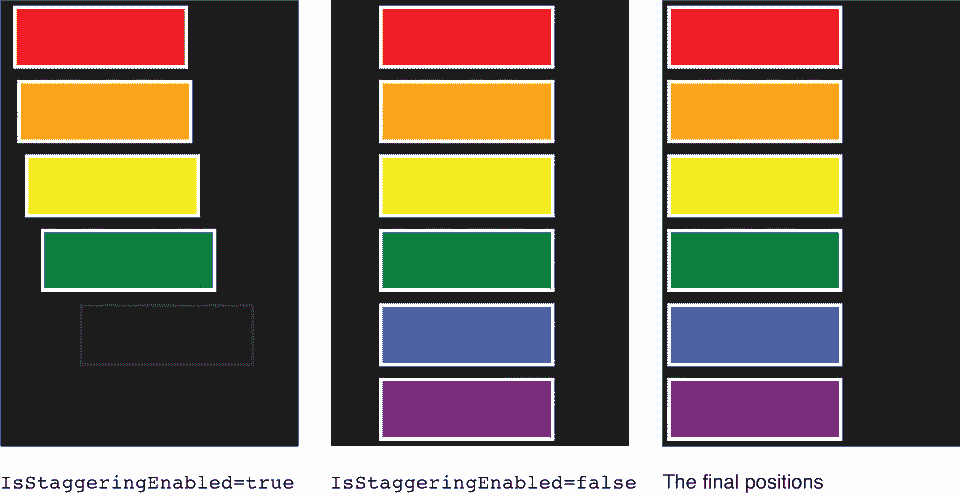 IsStaggeringEnabled=true
IsStaggeringEnabled=false
The final positions